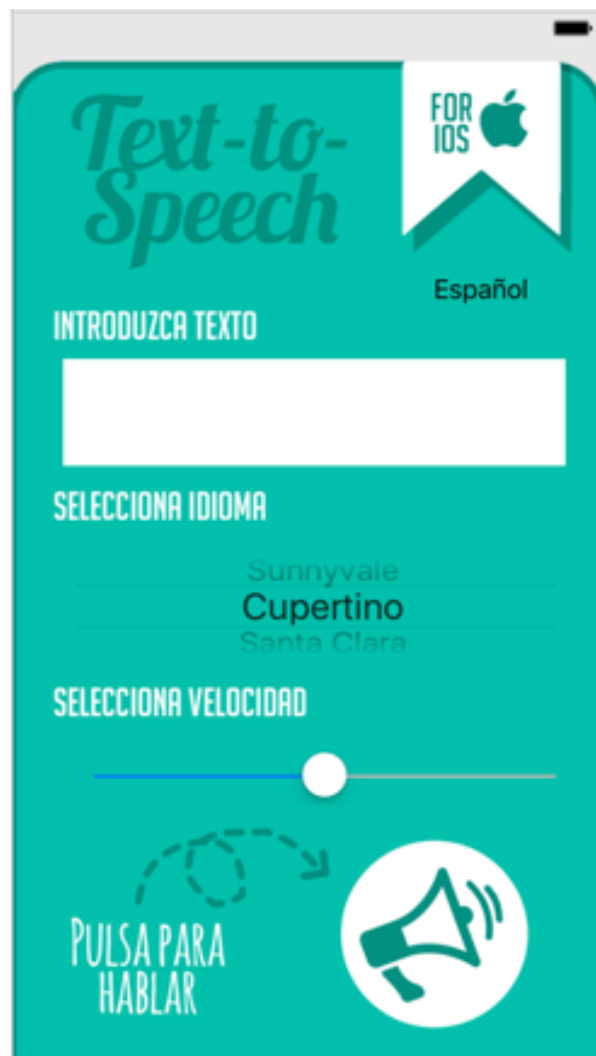 Text-to-
Speech
FOR
IOS
Español
INTRODUZCA TEXTO
SELECCIONA IDIOMA
Sunnyvale
Cupertino
Santa Clara
SELECCIONA VELOCIDAD
PULSA PARA
HABLAR